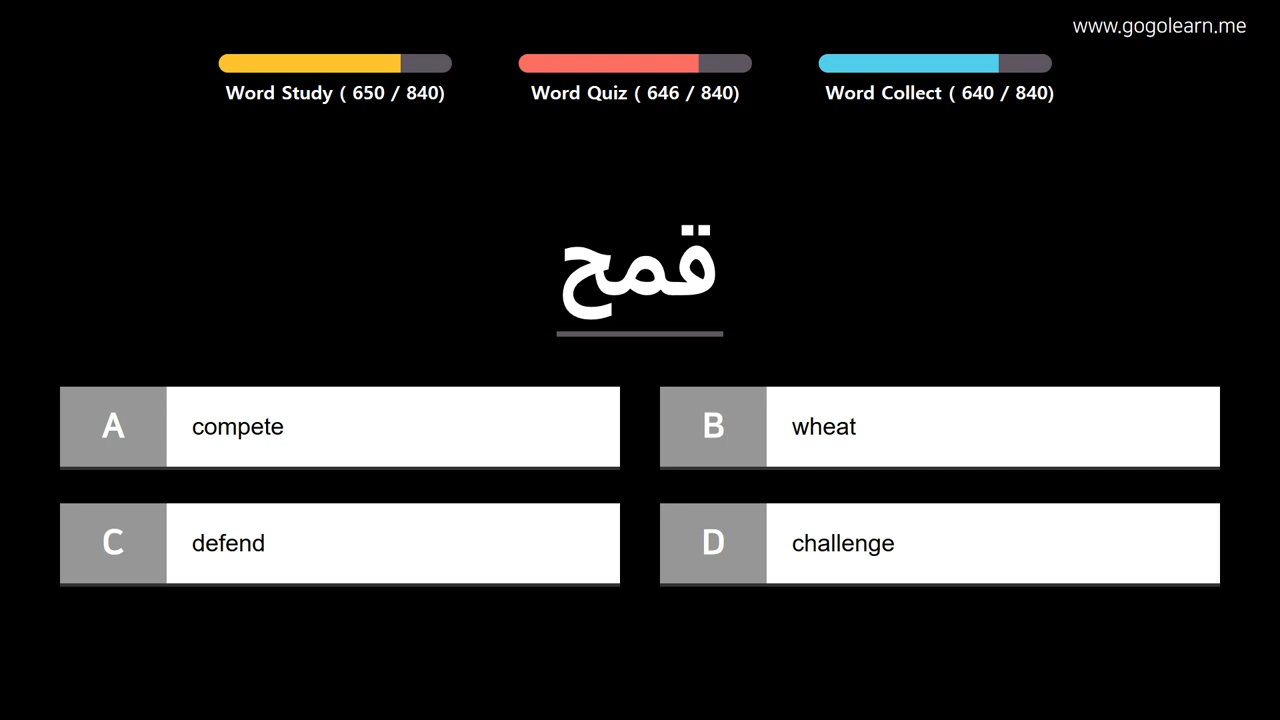 www.gogolearn.me
Word Study ( 650 / 840)
Word Quiz ( 646 / 840)
Word Collect ( 640 / 840)
قمح
A compete
B wheat
C defend
D challenge